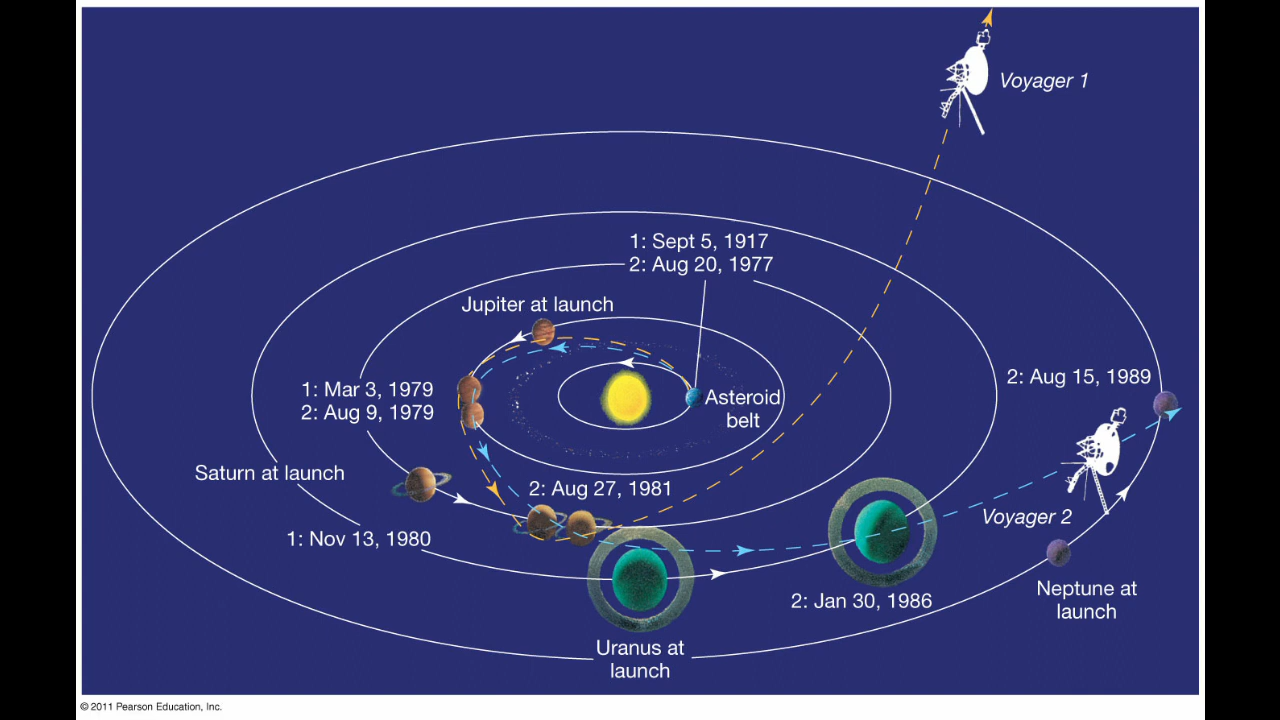 Voyager 1
1: Sept 5, 1917
2: Aug 20, 1977
Jupiter at launch
1: Mar 3, 1979
2: Aug 9, 1979
Asteroid
belt
2: Aug 15, 1989
Saturn at launch
2: Aug 27, 1981
Voyager 2
1: Nov 13, 1980
2: Jan 30, 1986
Neptune at
launch
Uranus at
launch
© 2011 Pearson Education, Inc.